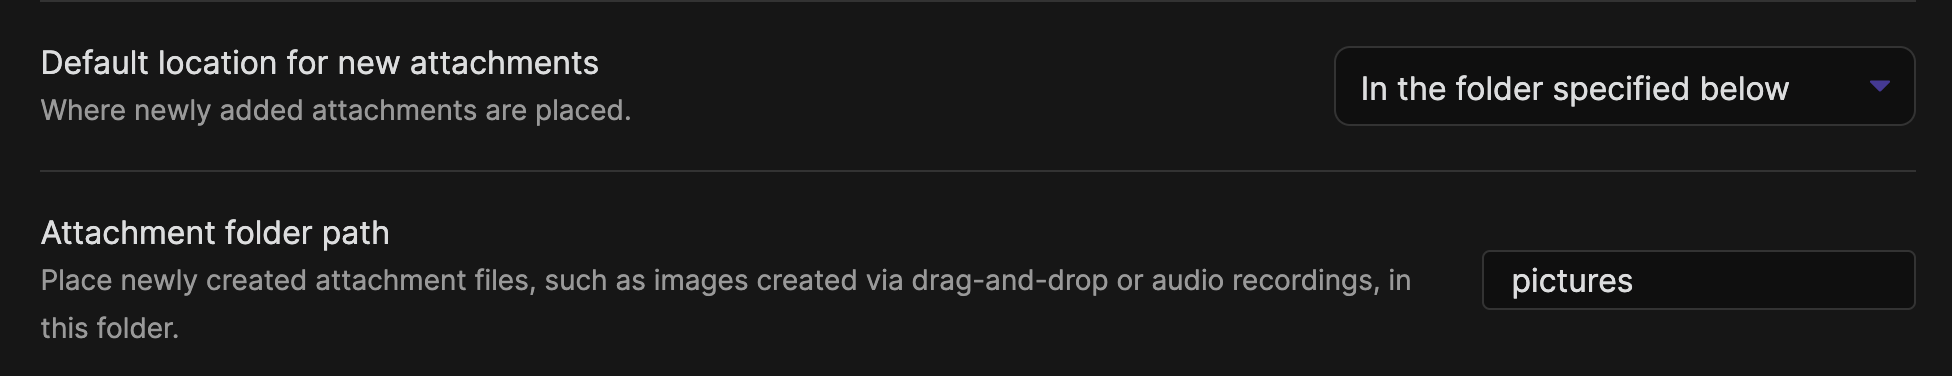 Default location for new attachments
Where newly added attachments are placed.
In the folder specified below
Attachment folder path
Place newly created attachment files, such as images created via drag-and-drop or audio recordings, in
this folder.
pictures